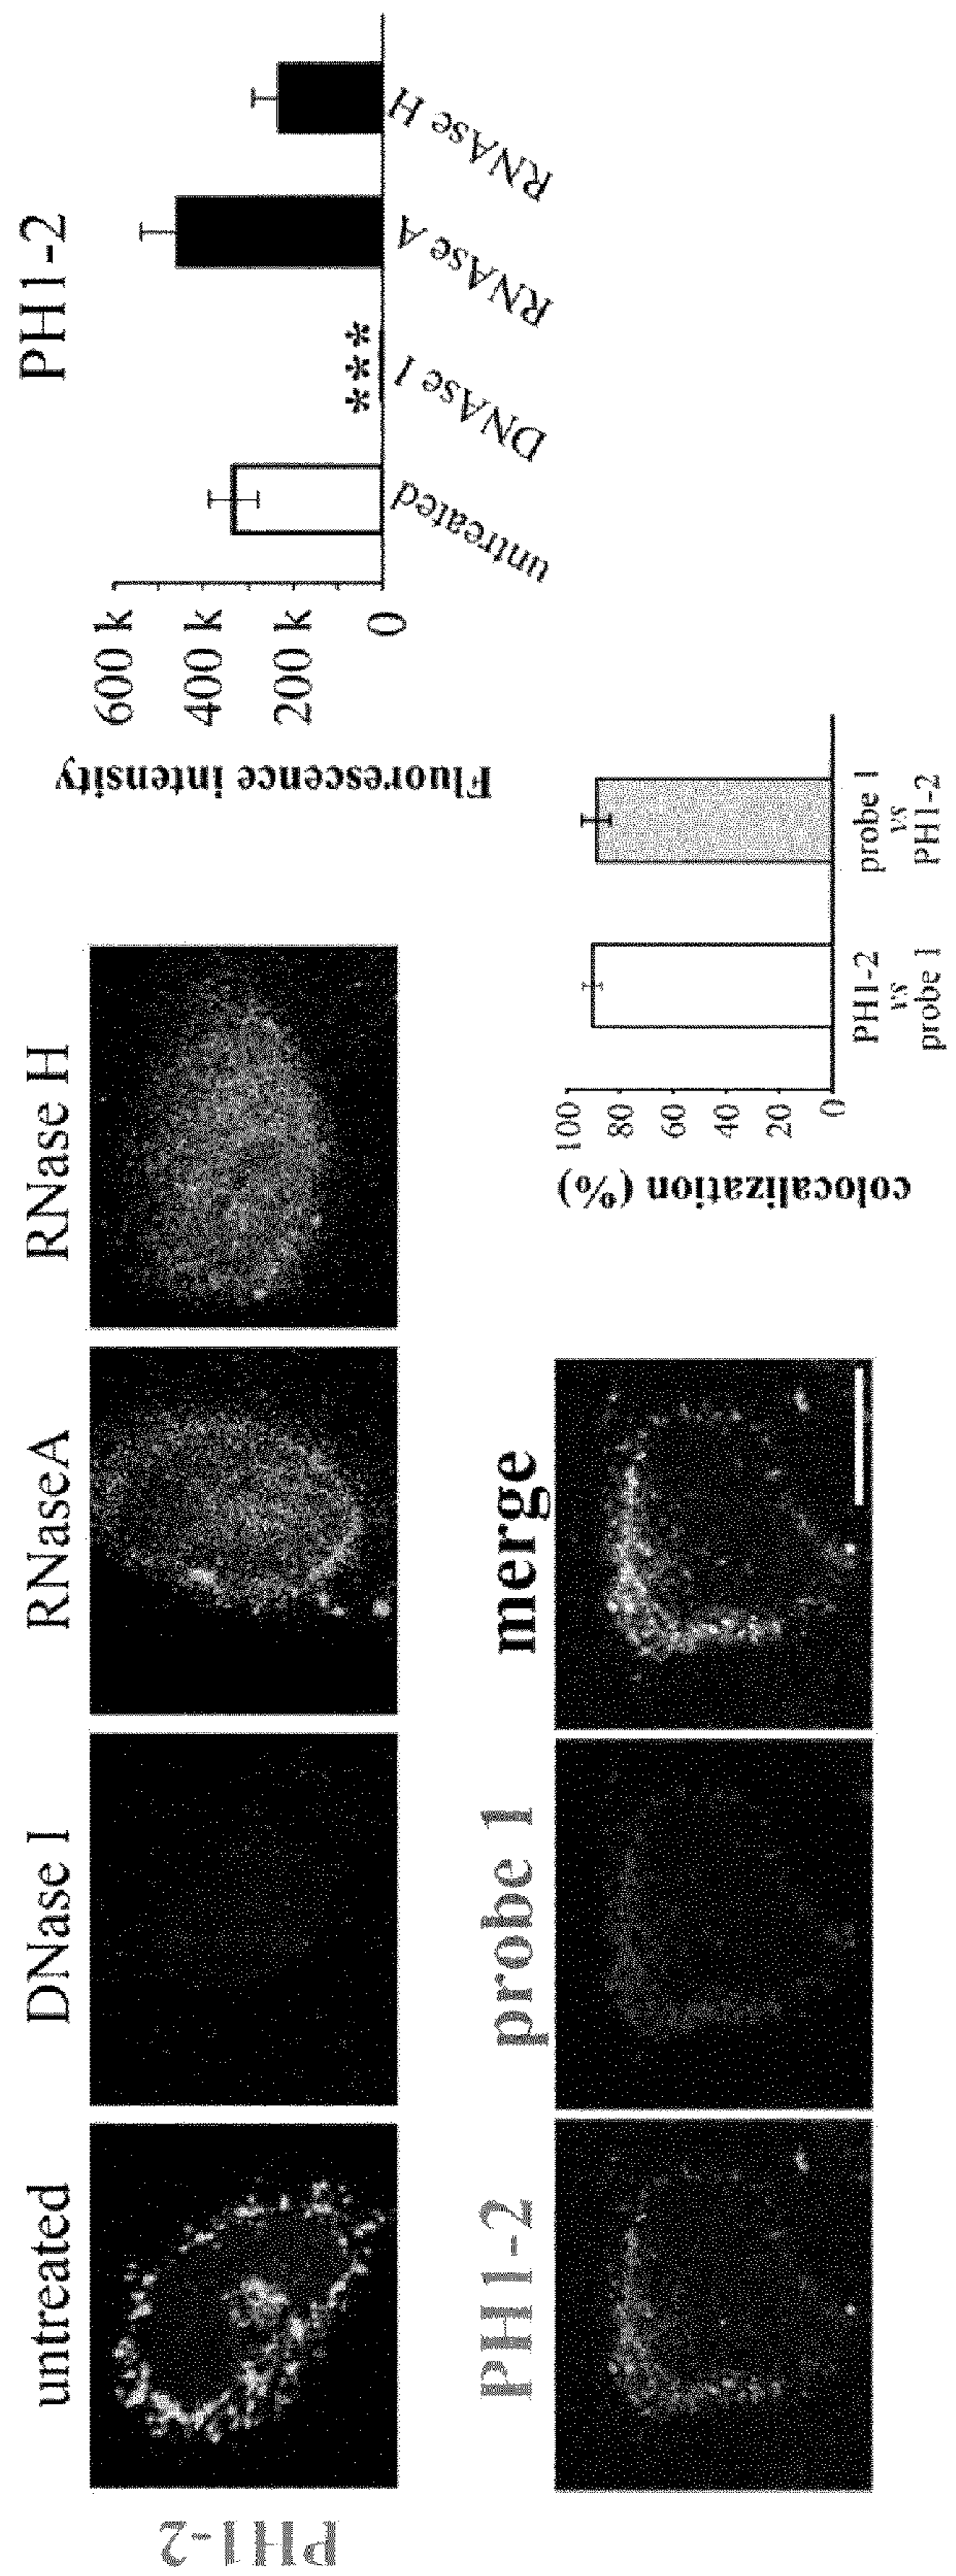 untreated
DNase I
RNaseA
RNase H
PH1-2
PH1-2
Fluorescence intensity
600 k
400 k
200 k
0
***
untreated
DNAse I
RNAse A
RNAse H
PH1-2
probe 1
merge
colocalization (%)
100
80
60
40
20
0
PH1-2
vs
probe 1
probe 1
vs
PH1-2